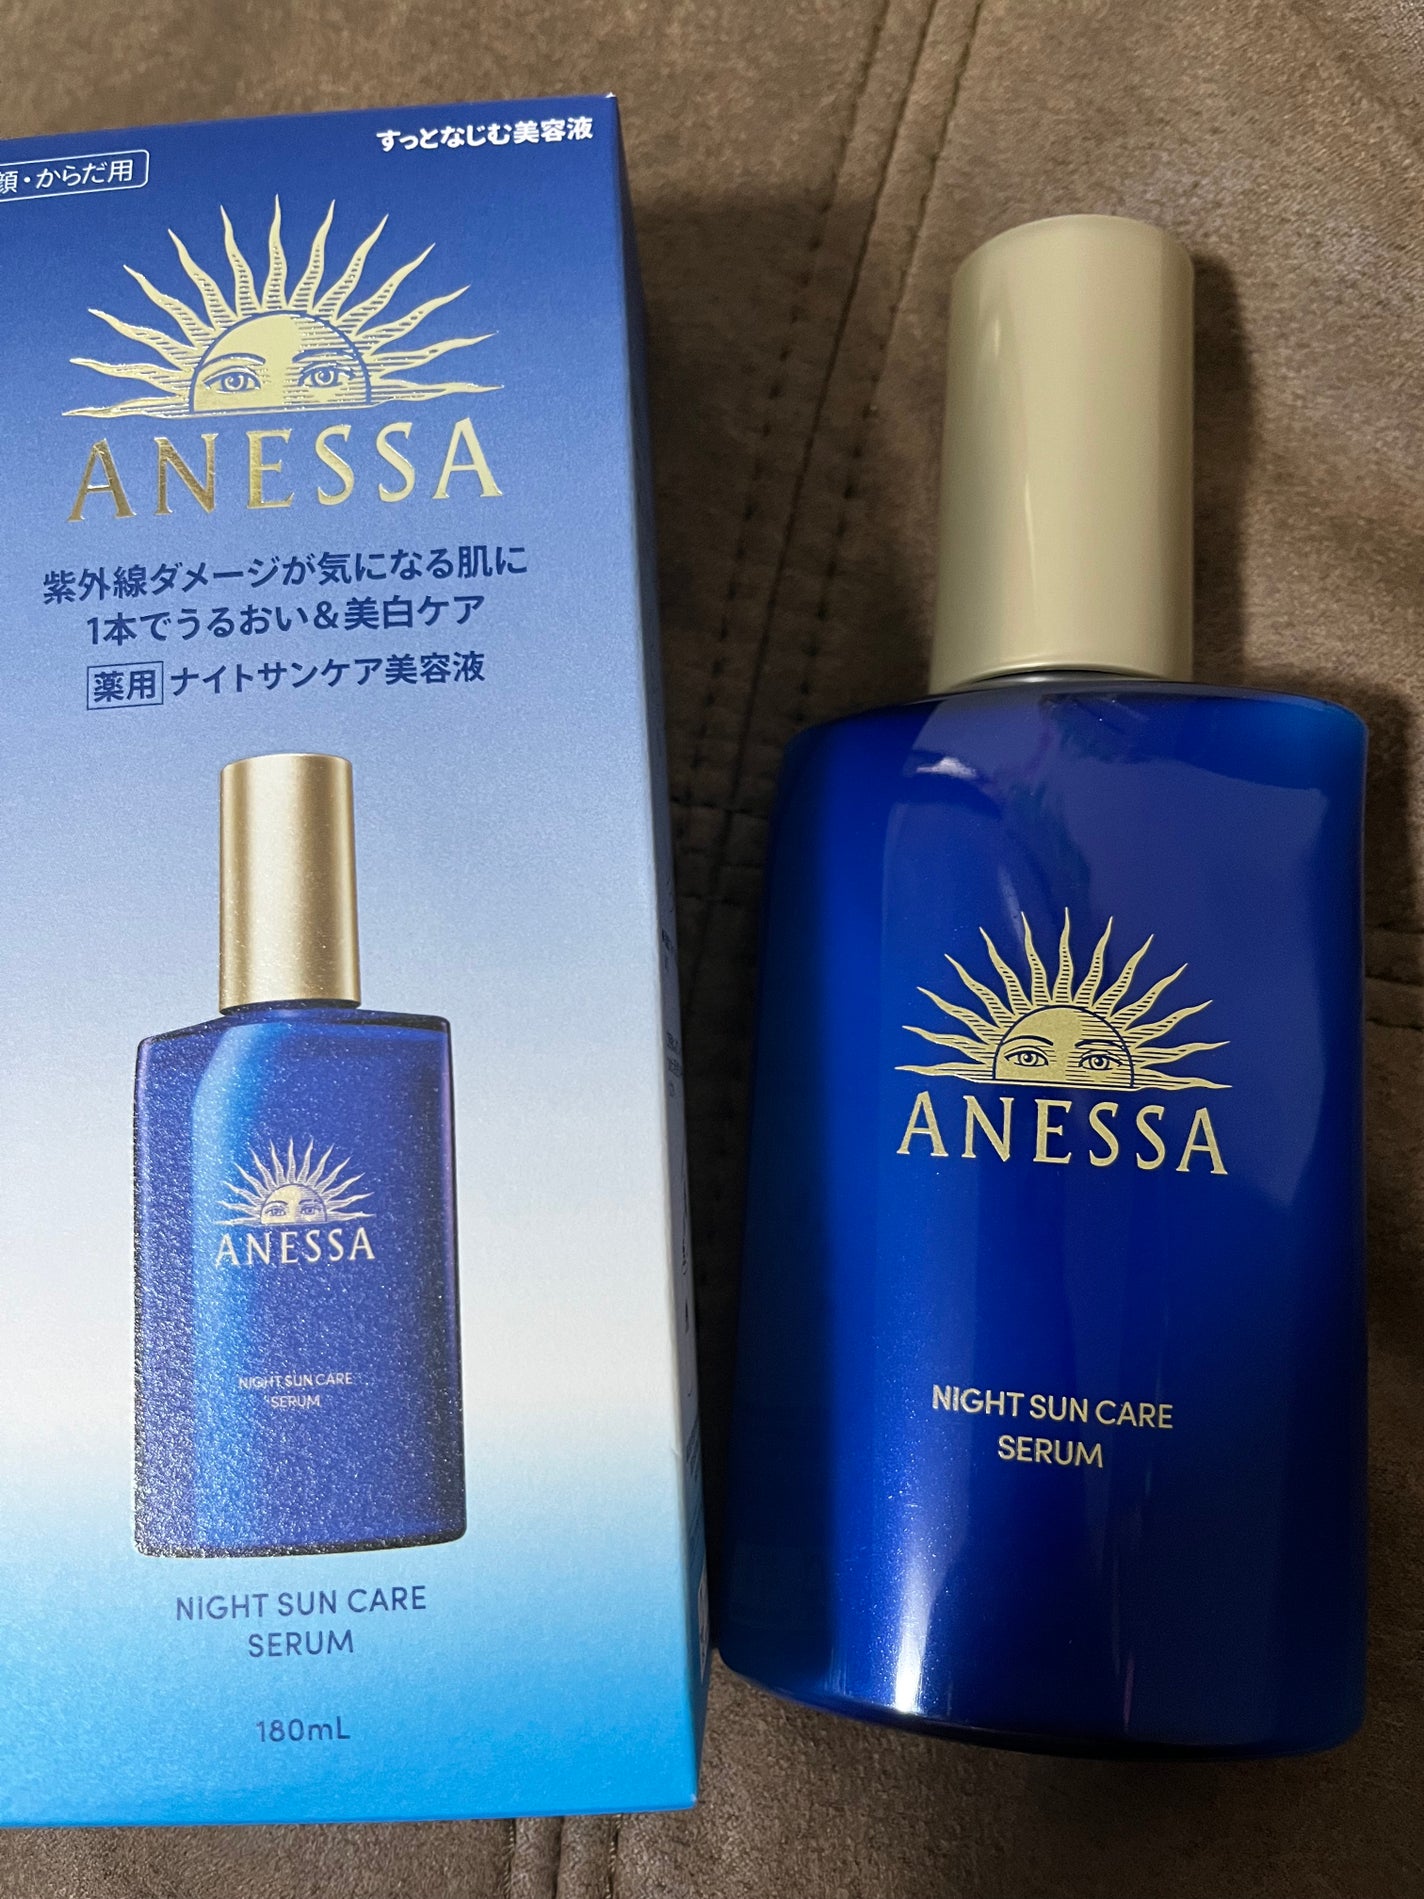 すっとなじむ美容液
顔・からだ用
ANESSA
紫外線ダメージが気になる肌に
1本でうるおい&美白ケア
薬用 ナイトサンケア美容液
ANESSA
NIGHT SUN CARE
SERUM
NIGHT SUN CARE
SERUM
180mL
ANESSA
NIGHT SUN CARE
SERUM